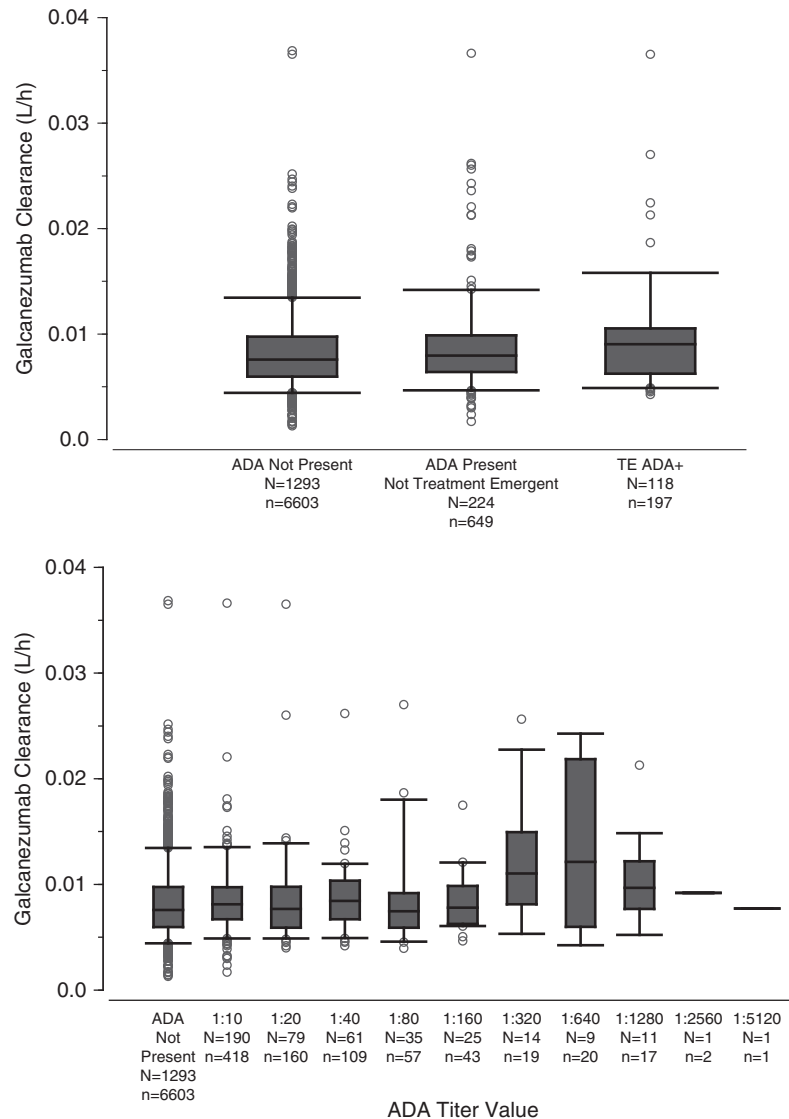 0.04
0.03
0.02
0.01
0.0
Galcanezumab Clearance (L/h)
ADA Not Present
N=1293
n=6603
ADA Present
Not Treatment Emergent
N=224
n=649
TE ADA+
N=118
n=197
0.04
0.03
0.02
0.01
0.0
Galcanezumab Clearance (L/h)
ADA
Not
Present
N=1293
n=6603
1:10
N=190
n=418
1:20
N=79
n=160
1:40
N=61
n=109
1:80
N=35
n=57
1:160
N=25
n=43
1:320
N=14
n=19
1:640
N=9
n=20
1:1280
N=11
n=17
1:2560
N=1
n=2
1:5120
N=1
n=1
ADA Titer Value